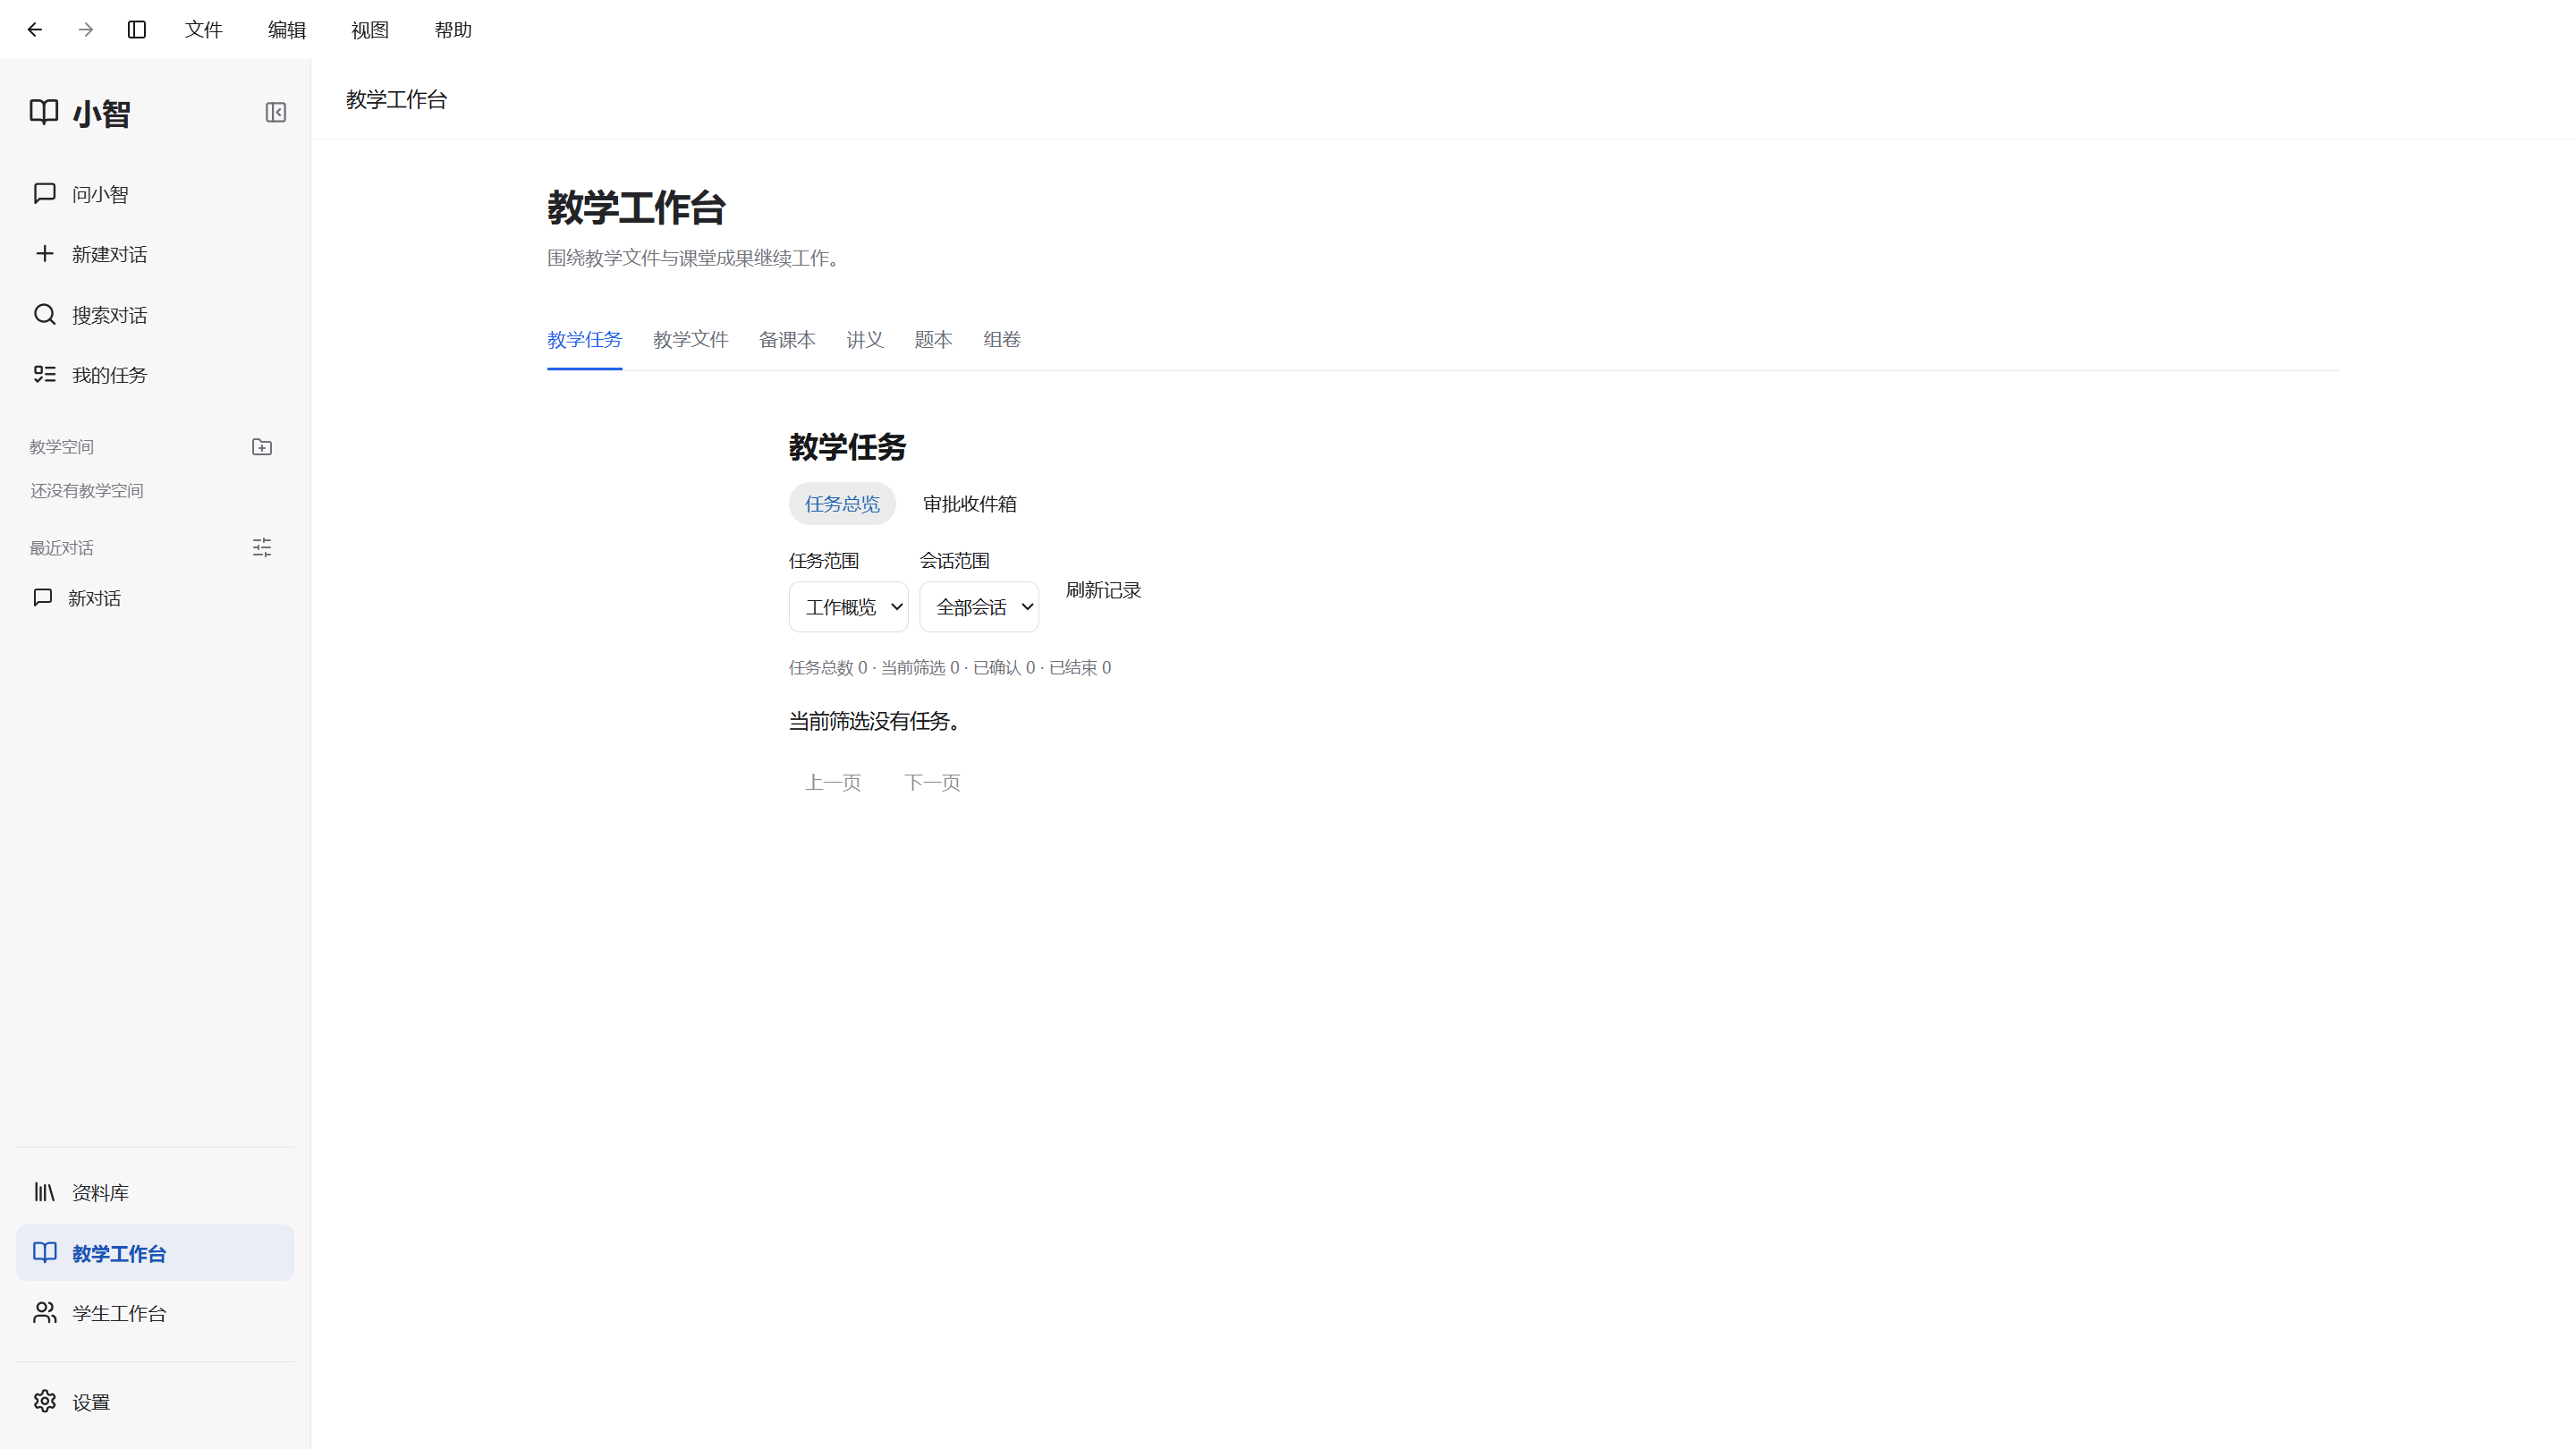 文件 编辑 视图 帮助
小智
问小智
新建对话
搜索对话
我的任务
教学空间
还没有教学空间
最近对话
新对话
资料库
教学工作台
学生工作台
设置
教学工作台
教学工作台
围绕教学文件与课堂成果继续工作。
教学任务 教学文件 备课本 讲义 题本 组卷
教学任务
任务总览 审批收件箱
任务范围 会话范围
工作概览 全部会话 刷新记录
任务总数 0 · 当前筛选 0 · 已确认 0 · 已结束 0
当前筛选没有任务。
上一页 下一页